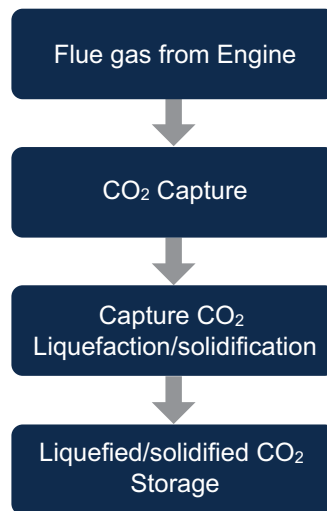 Flue gas from Engine
CO₂ Capture
Capture CO₂
Liquefaction/solidification
Liquefied/solidified CO₂
Storage